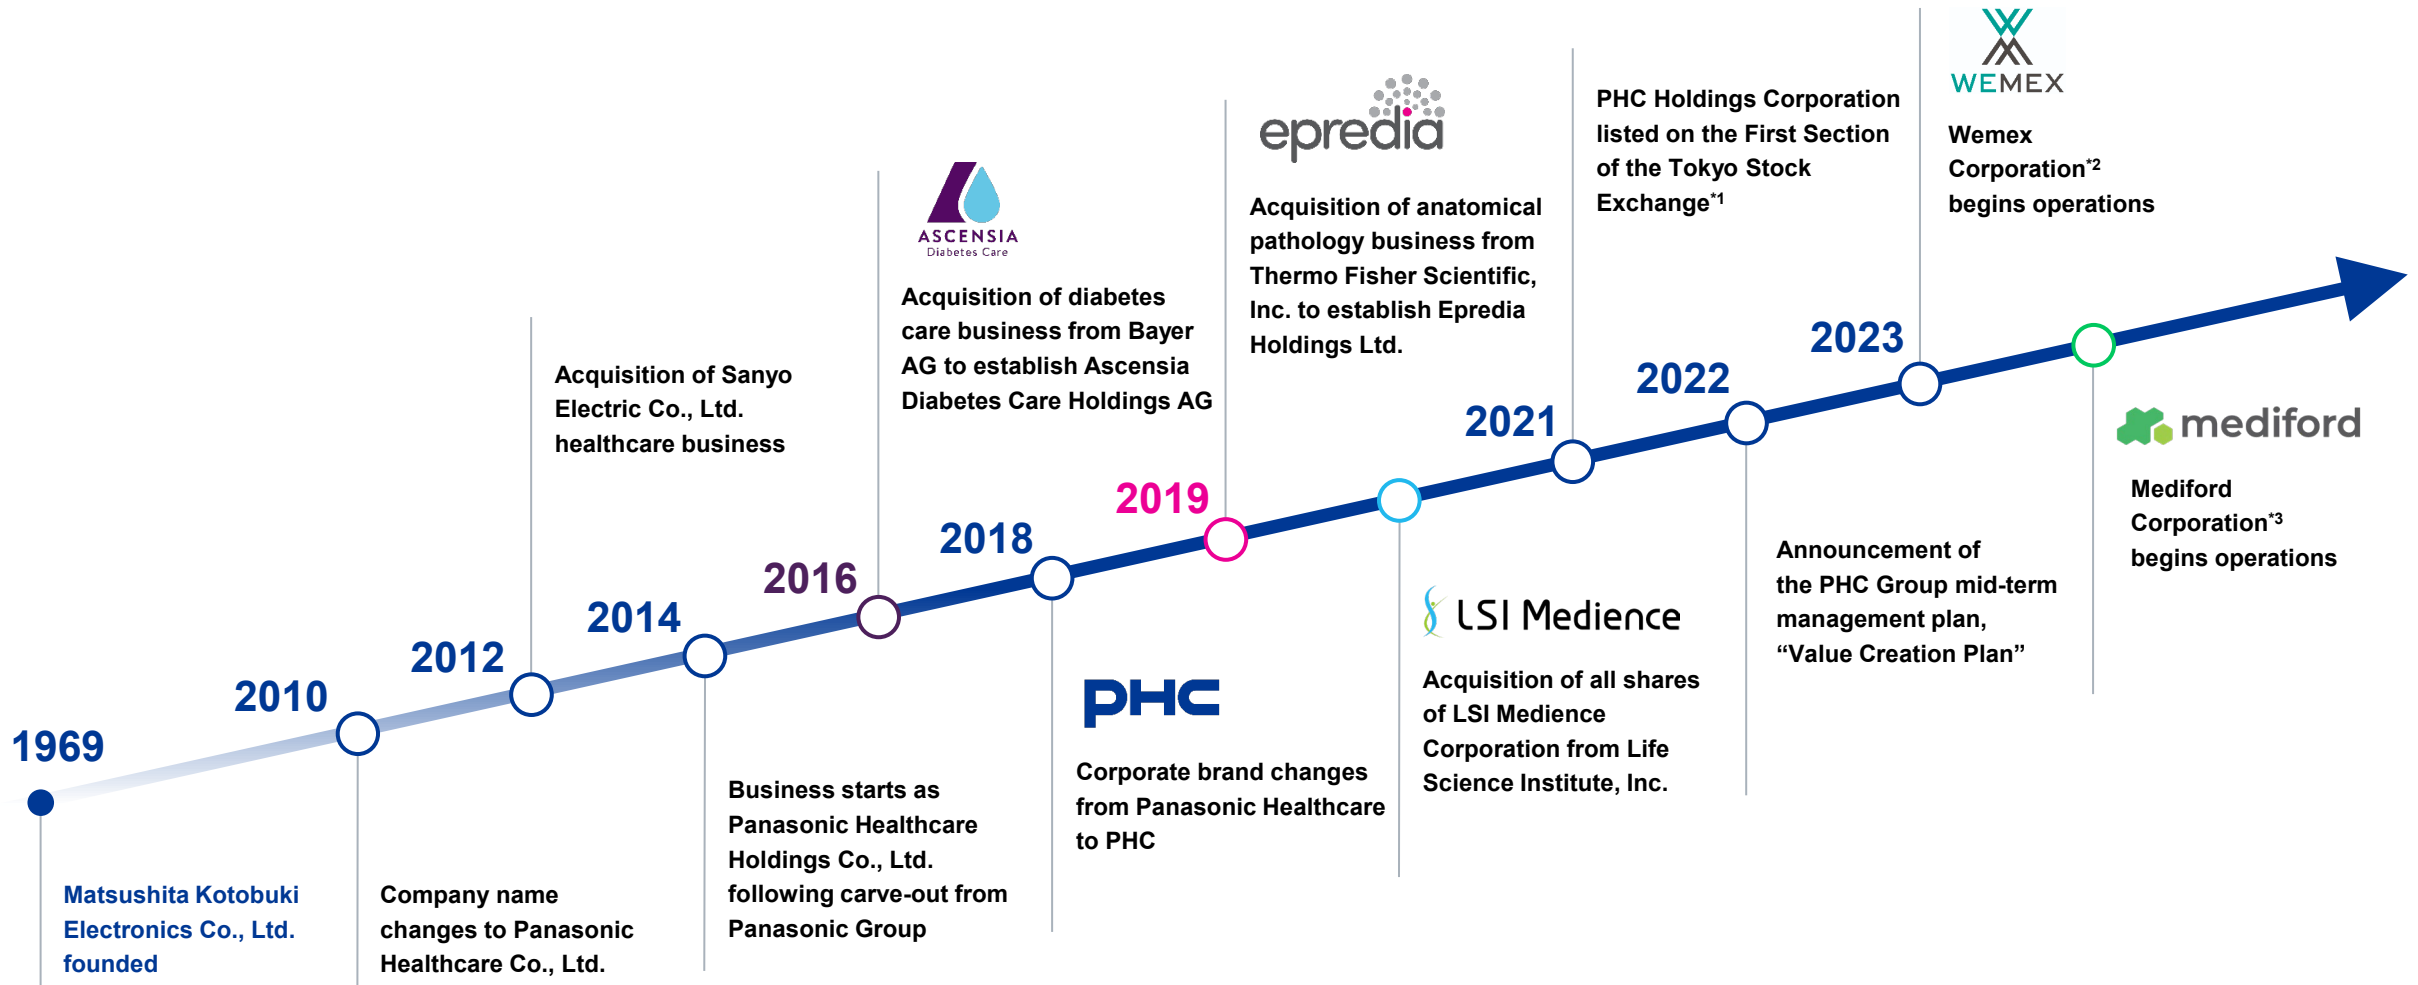 1969
Matsushita Kotobuki
Electronics Co., Ltd.
founded
2010
Company name
changes to Panasonic
Healthcare Co., Ltd.
2012
Acquisition of Sanyo
Electric Co., Ltd.
healthcare business
2014
Business starts as
Panasonic Healthcare
Holdings Co., Ltd.
following carve-out from
Panasonic Group
2016
ASCENSIA
Diabetes Care
Acquisition of diabetes
care business from Bayer
AG to establish Ascensia
Diabetes Care Holdings AG
2018
PHC
Corporate brand changes
from Panasonic Healthcare
to PHC
2019
epredia
Acquisition of anatomical
pathology business from
Thermo Fisher Scientific,
Inc. to establish Epredia
Holdings Ltd.
LSI Medience
Acquisition of all shares
of LSI Medience
Corporation from Life
Science Institute, Inc.
2021
PHC Holdings Corporation
listed on the First Section
of the Tokyo Stock
Exchange*1
2022
Announcement of
the PHC Group mid-term
management plan,
“Value Creation Plan”
2023
WEMEX
Wemex
Corporation*2
begins operations
mediford
Mediford
Corporation*3
begins operations